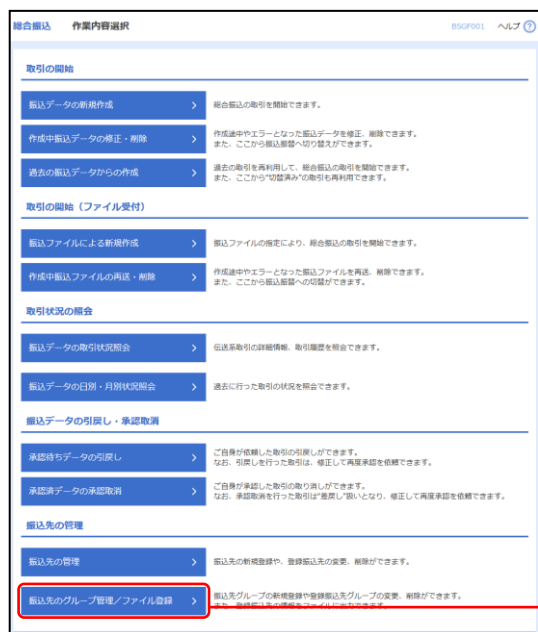 総合振込 作業内容選択 BSGF001 ヘルプ ?
取引の開始
振込データの新規作成 > 総合振込の取引を開始できます。
作成中振込データの修正・削除 > 作成途中やエラーとなった振込データを修正、削除できます。
また、ここから振込振替へ切り替えができます。
過去の振込データからの作成 > 過去の取引を再利用して、総合振込の取引を開始できます。
また、ここから"切替済み"の取引も再利用できます。
取引の開始（ファイル受付）
振込ファイルによる新規作成 > 振込ファイルの指定により、総合振込の取引を開始できます。
作成中振込ファイルの再送・削除 > 作成途中やエラーとなった振込ファイルを再送、削除できます。
また、ここから振込振替への切替ができます。
取引状況の照会
振込データの取引状況照会 > 伝送系取引の詳細情報、取引履歴を照会できます。
振込データの日別・月別状況照会 > 過去に行った取引の状況を照会できます。
振込データの引戻し・承認取消
承認待ちデータの引戻し > ご自身が依頼した取引の引戻しができます。
なお、引戻しを行った取引は、修正して再度承認を依頼できます。
承認済データの承認取消 > ご自身が承認した取引の取り消しができます。
なお、承認取消を行った取引は"差戻し"扱いとなり、修正して再度承認を依頼できます。
振込先の管理
振込先の管理 > 振込先の新規登録や、登録振込先の変更、削除ができます。
振込先のグループ管理／ファイル登録 > 振込先グループの新規登録や登録振込先グループの変更、削除ができます。
また、登録振込先の情報をファイルに出力できます。